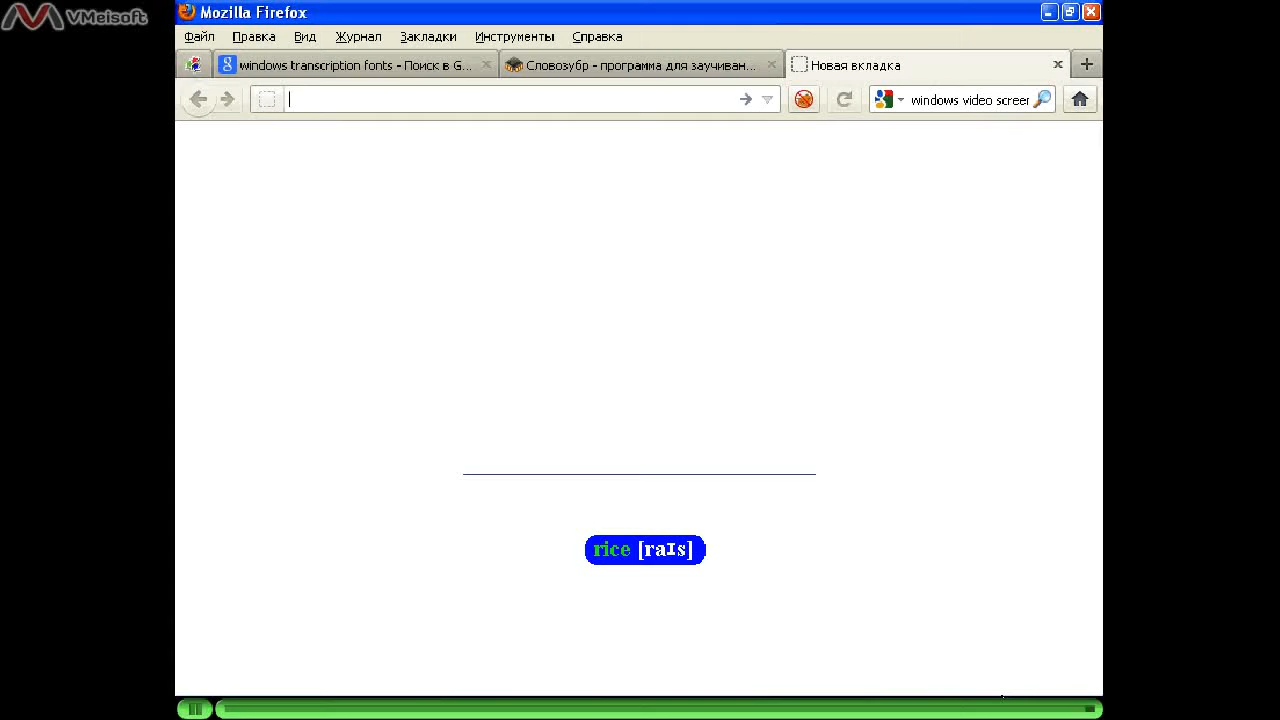 VMeisoft
Mozilla Firefox
Файл Правка Вид Журнал Закладки Инструменты Справка
windows transcription fonts - Поиск в G...
Словозубр - программа для заучиван...
Новая вкладка
windows video screen
rice [raɪs]